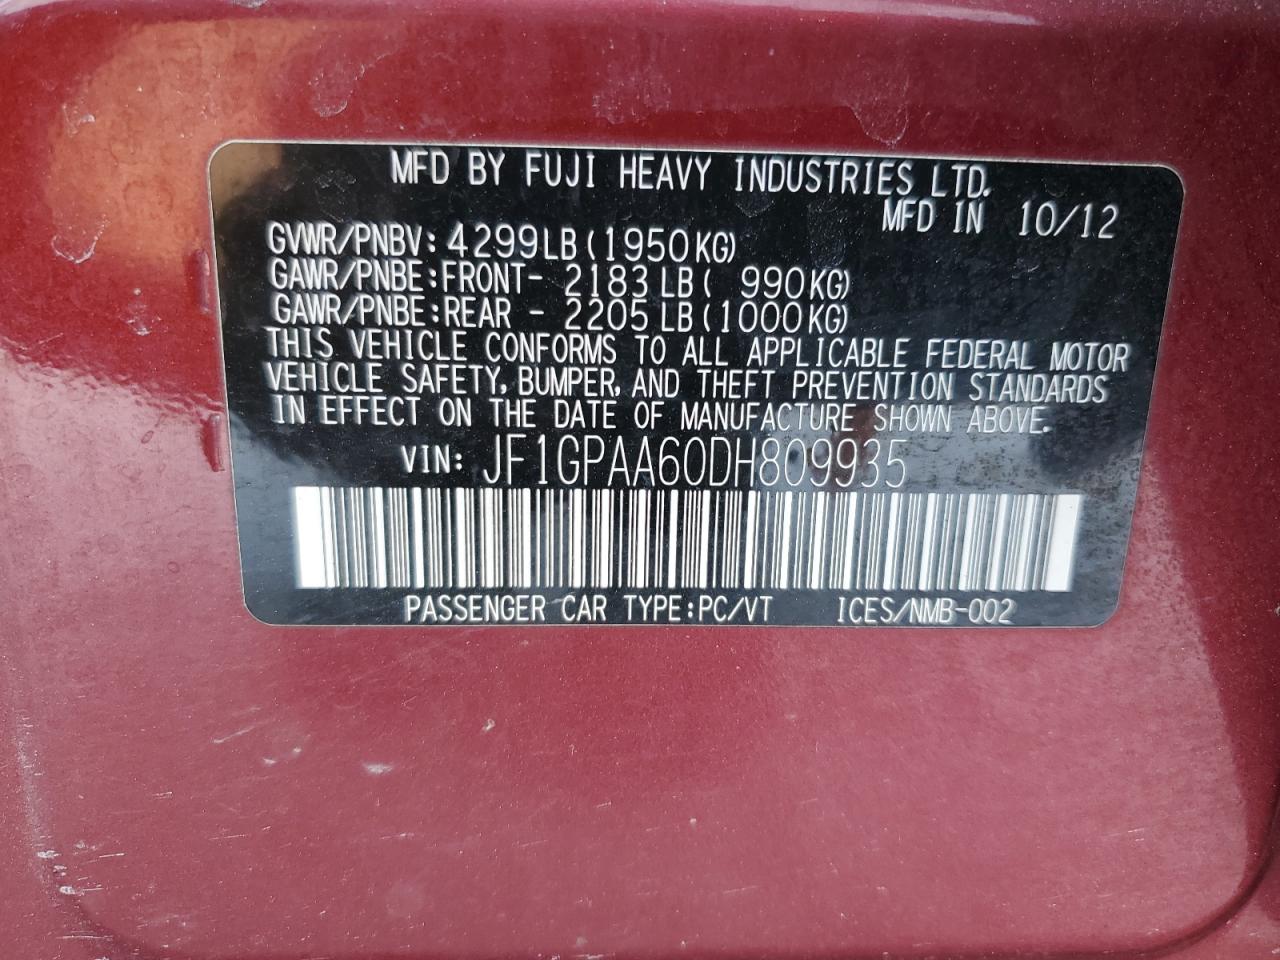 MFD BY FUJI HEAVY INDUSTRIES LTD.
MFD IN 10/12
GVWR/PNBV: 4299LB (1950KG)
GAWR/PNBE:FRONT- 2183LB ( 990KG)
GAWR/PNBE:REAR - 2205LB (1000KG)
THIS VEHICLE CONFORMS TO ALL APPLICABLE FEDERAL MOTOR
VEHICLE SAFETY, BUMPER, AND THEFT PREVENTION STANDARDS
IN EFFECT ON THE DATE OF MANUFACTURE SHOWN ABOVE.
VIN: JF1GPAA60DH809935
PASSENGER CAR TYPE:PC/VT ICES/NMB-002